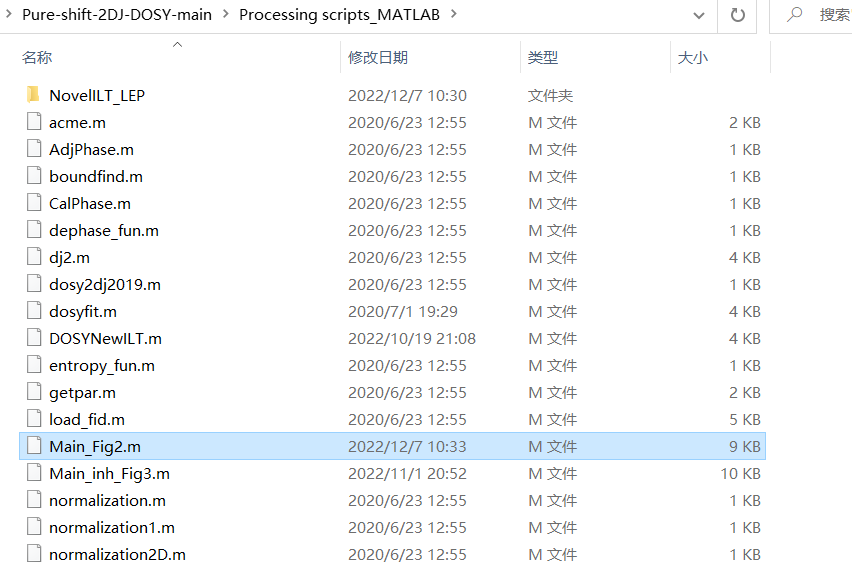 Pure-shift-2DJ-DOSY-main > Processing scripts_MATLAB > 搜索
名称 修改日期 类型 大小
NovelILT_LEP 2022/12/7 10:30 文件夹
acme.m 2020/6/23 12:55 M 文件 2 KB
AdjPhase.m 2020/6/23 12:55 M 文件 1 KB
boundfind.m 2020/6/23 12:55 M 文件 1 KB
CalPhase.m 2020/6/23 12:55 M 文件 1 KB
dephase_fun.m 2020/6/23 12:55 M 文件 1 KB
dj2.m 2020/6/23 12:55 M 文件 4 KB
dosy2dj2019.m 2020/6/23 12:55 M 文件 1 KB
dosyfit.m 2020/7/1 19:29 M 文件 4 KB
DOSYNewILT.m 2022/10/19 21:08 M 文件 4 KB
entropy_fun.m 2020/6/23 12:55 M 文件 1 KB
getpar.m 2020/6/23 12:55 M 文件 2 KB
load_fid.m 2020/6/23 12:55 M 文件 5 KB
Main_Fig2.m 2022/12/7 10:33 M 文件 9 KB
Main_inh_Fig3.m 2022/11/1 20:52 M 文件 10 KB
normalization.m 2020/6/23 12:55 M 文件 1 KB
normalization1.m 2020/6/23 12:55 M 文件 1 KB
normalization2D.m 2020/6/23 12:55 M 文件 1 KB